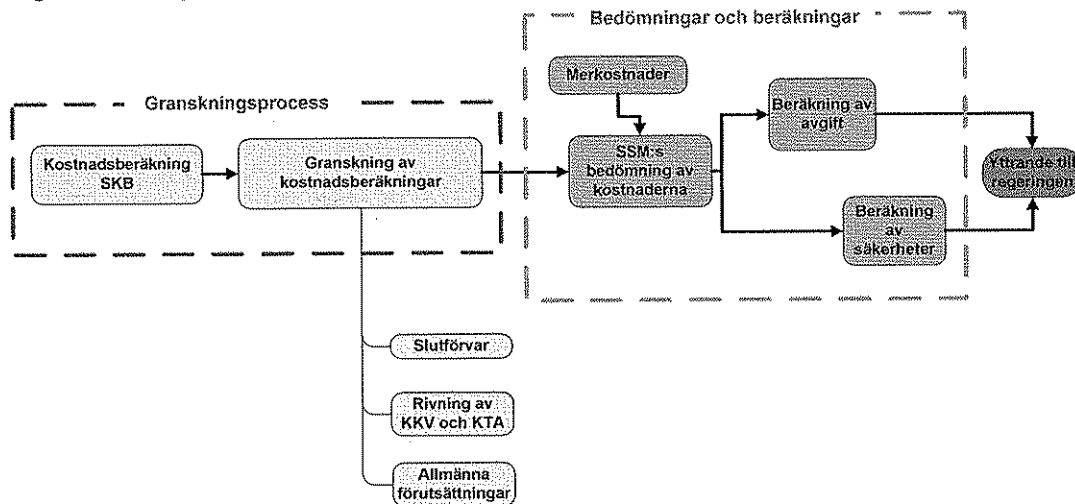 Bedömningar och beräkningar
Granskningsprocess
Kostnadsberäkning
SKB
Granskning av
kostnadsberäkningar
Merkostnader
SSM:s
bedömning av
kostnaderna
Beräkning av
avgift
Beräkning
av
säkerheter
Yttrande till
regeringen
Slutförvar
Rivning av
KKV och KTA
Allmänna
förutsättningar